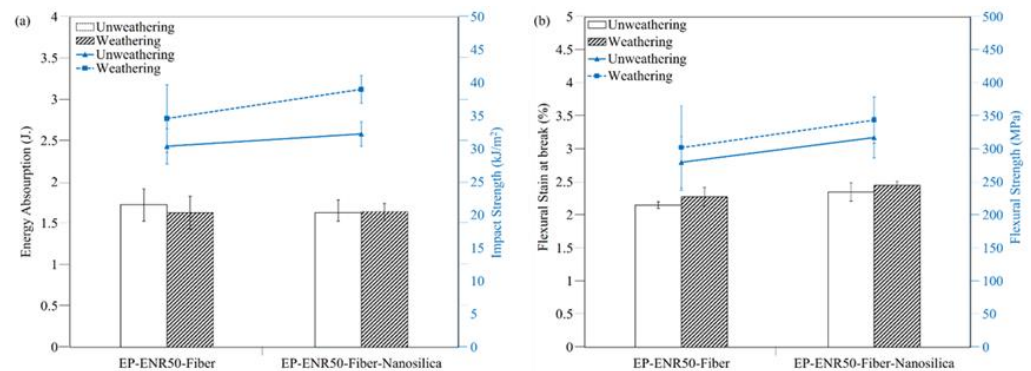 (a)
Unweathering
Weathering
Unweathering
Weathering
Energy Absourption (J.)
4
3.5
3
2.5
2
1.5
1
0.5
0
50
45
40
35
30
25
20
15
10
5
0
Impact Strength (kJ/m²)
EP-ENR50-Fiber
EP-ENR50-Fiber-Nanosilica
(b)
Unweathering
Weathering
Unweathering
Weathering
Flexural Stain at break (%)
5
4.5
4
3.5
3
2.5
2
1.5
1
0.5
0
500
450
400
350
300
250
200
150
100
50
0
Flexural Strength (MPa)
EP-ENR50-Fiber
EP-ENR50-Fiber-Nanosilica